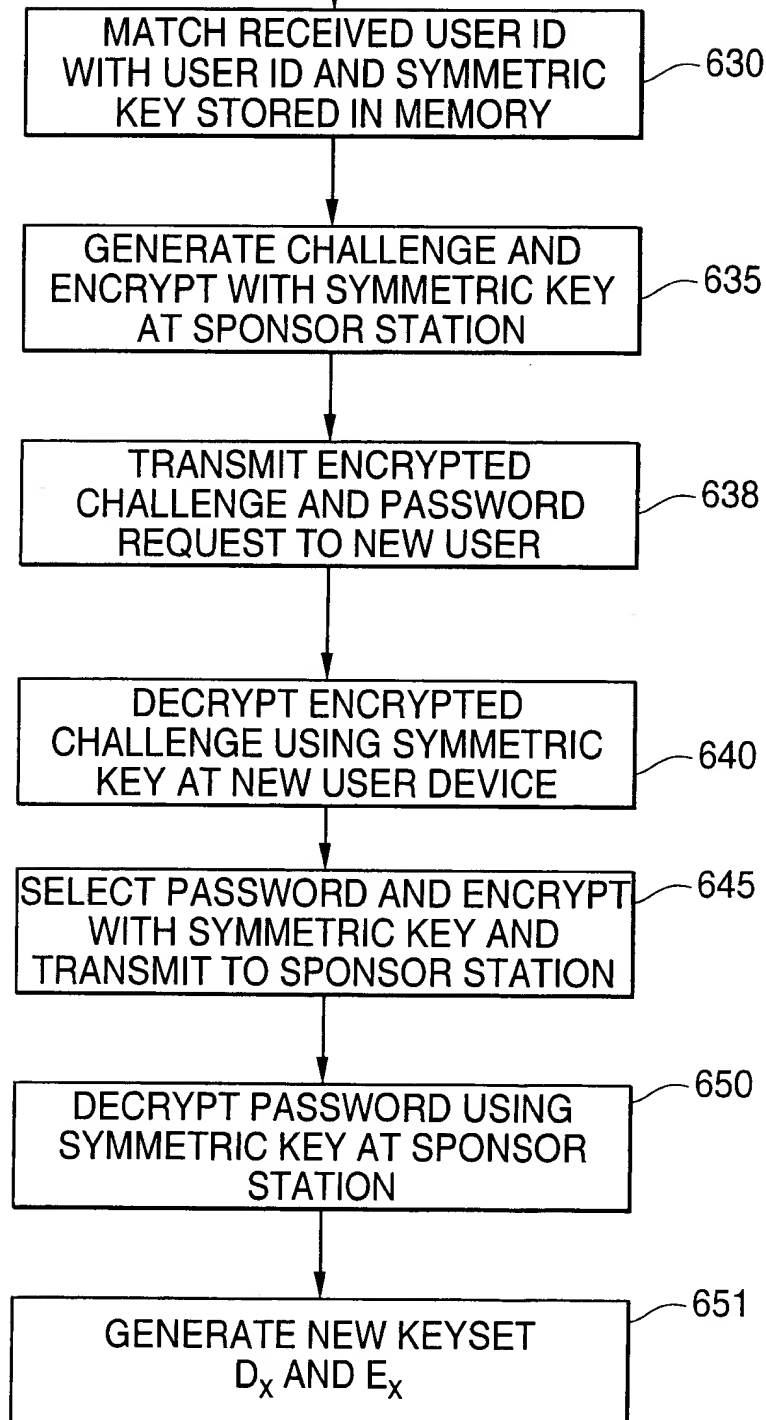 MATCH RECEIVED USER ID
WITH USER ID AND SYMMETRIC
KEY STORED IN MEMORY
630
GENERATE CHALLENGE AND
ENCRYPT WITH SYMMETRIC KEY
AT SPONSOR STATION
635
TRANSMIT ENCRYPTED
CHALLENGE AND PASSWORD
REQUEST TO NEW USER
638
DECRYPT ENCRYPTED
CHALLENGE USING SYMMETRIC
KEY AT NEW USER DEVICE
640
SELECT PASSWORD AND ENCRYPT
WITH SYMMETRIC KEY AND
TRANSMIT TO SPONSOR STATION
645
DECRYPT PASSWORD USING
SYMMETRIC KEY AT SPONSOR
STATION
650
GENERATE NEW KEYSET
Dx AND Ex
651